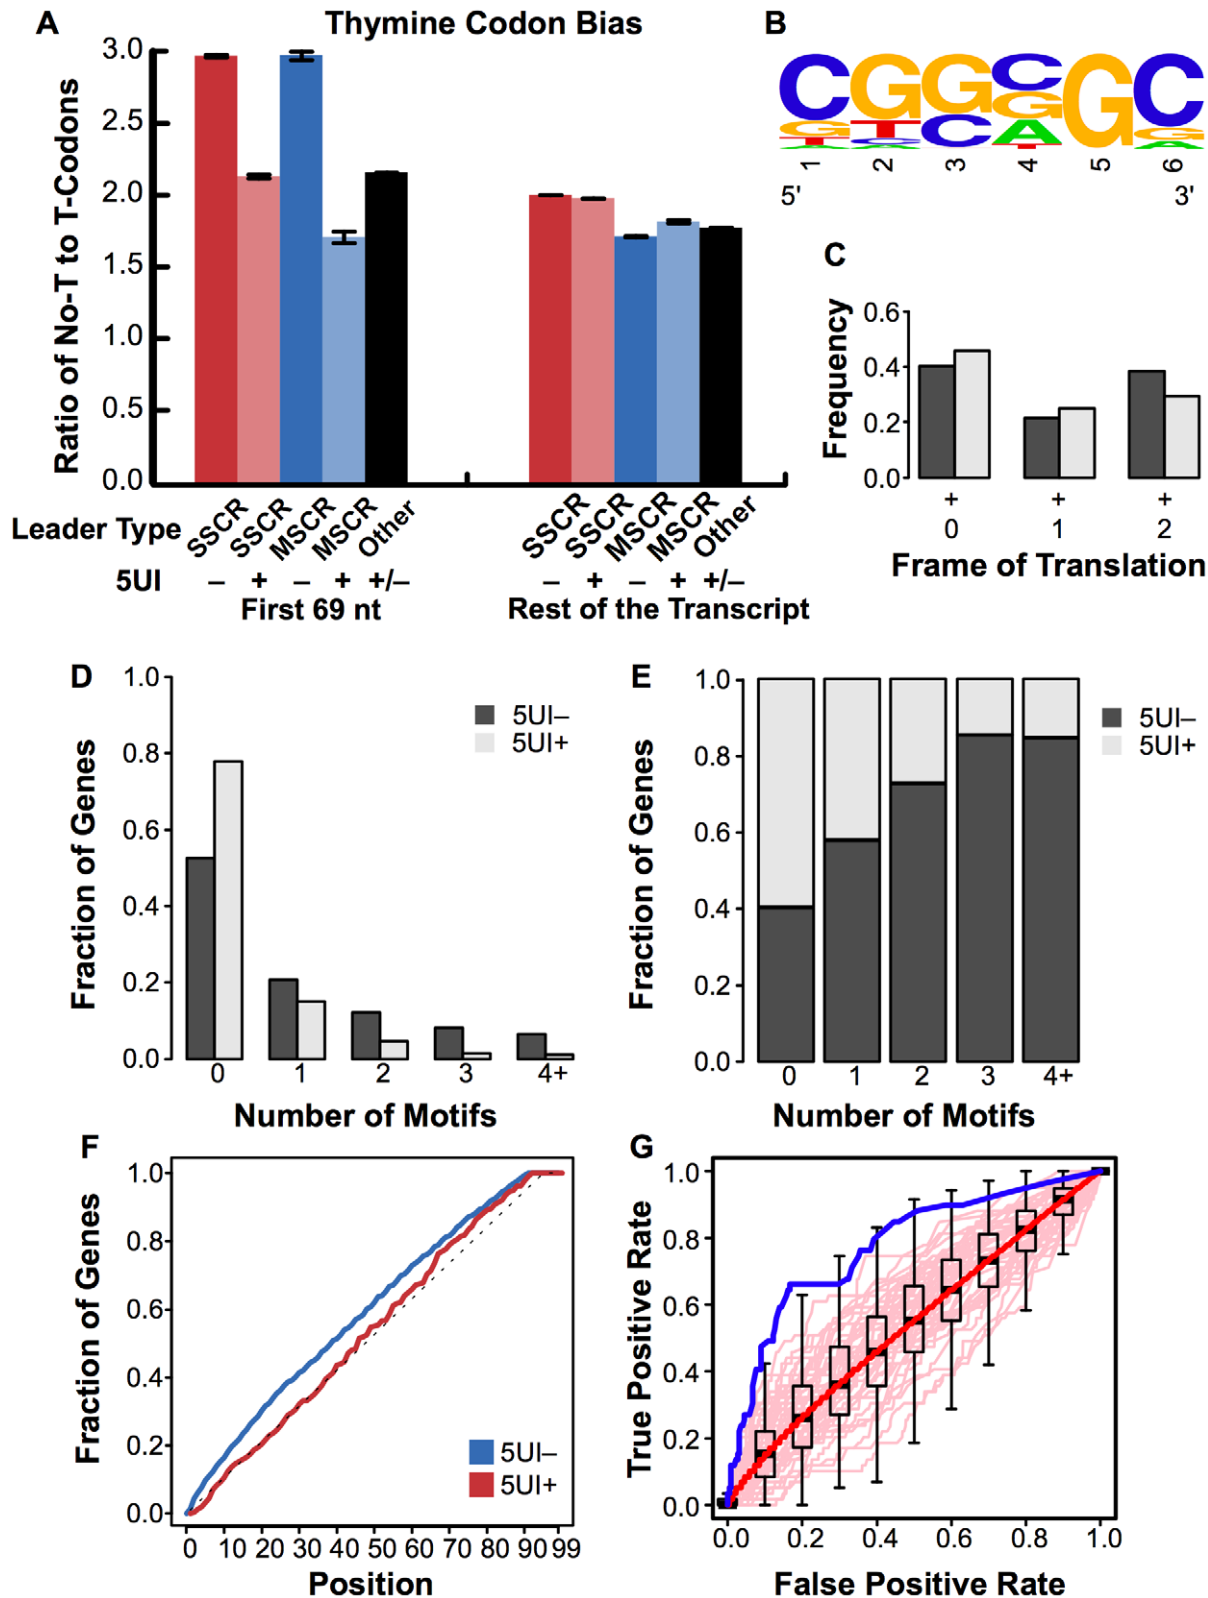 A
Thymine Codon Bias
Ratio of No-T to T-Codons
3.0
2.5
2.0
1.5
1.0
0.5
0.0
Leader Type
SSCR SSCR MSCR MSCR Other
SSCR SSCR MSCR MSCR Other
5UI
– + – + +/–
– + – + +/–
First 69 nt
Rest of the Transcript
B
C G G C G C
G T C G G
T C A A
A A T
1 2 3 4 5 6
5' 3'
C
Frequency
0.6
0.4
0.2
0.0
+ + +
0 1 2
Frame of Translation
D
Fraction of Genes
1.0
0.8
0.6
0.4
0.2
0.0
5UI–
5UI+
0 1 2 3 4+
Number of Motifs
E
Fraction of Genes
1.0
0.8
0.6
0.4
0.2
0.0
5UI–
5UI+
0 1 2 3 4+
Number of Motifs
F
Fraction of Genes
1.0
0.8
0.6
0.4
0.2
0.0
5UI–
5UI+
0 10 20 30 40 50 60 70 80 90 99
Position
G
True Positive Rate
1.0
0.8
0.6
0.4
0.2
0.0
0.0 0.2 0.4 0.6 0.8 1.0
False Positive Rate